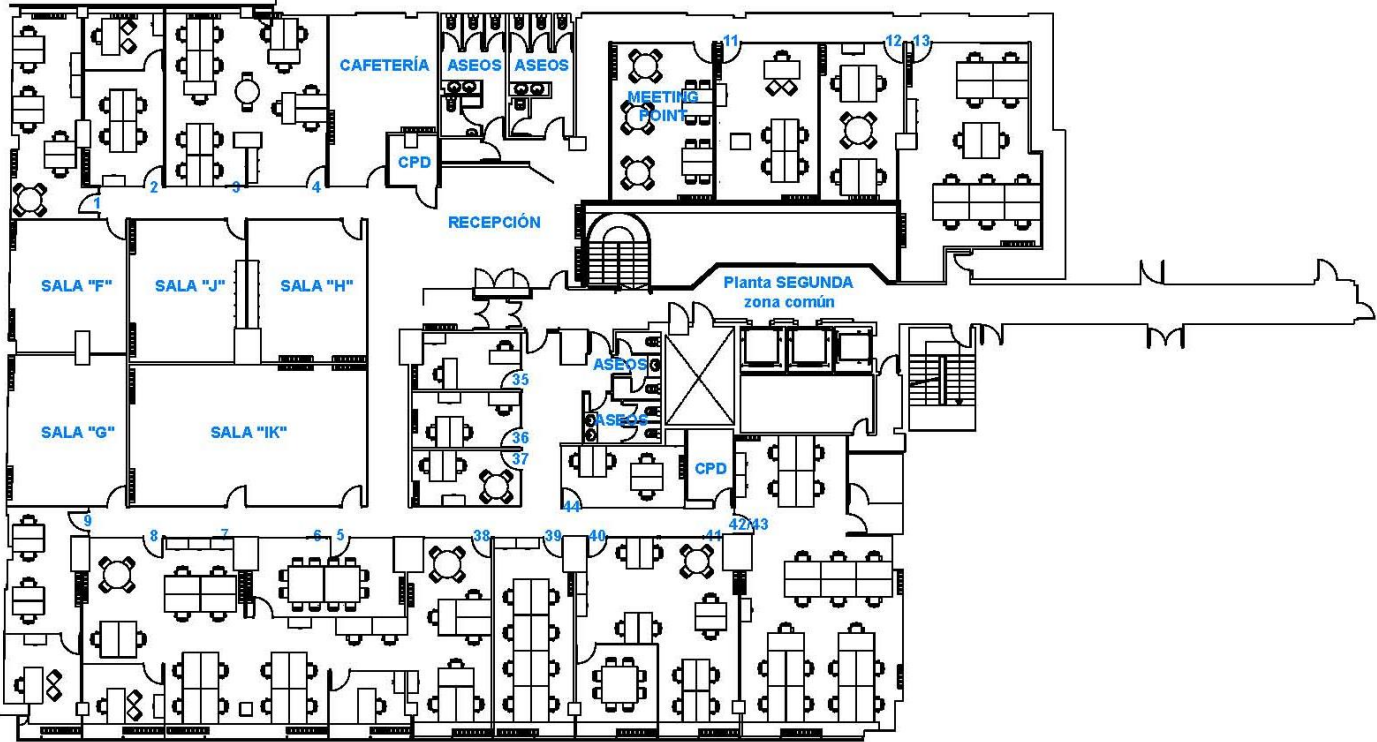 11
12
13
CAFETERÍA
ASEOS
ASEOS
MEETING
POINT
CPD
1
2
3
4
RECEPCIÓN
SALA "F"
SALA "J"
SALA "H"
Planta SEGUNDA
zona común
35
ASEOS
36
ASEOS
SALA "G"
SALA "IK"
37
CPD
44
9
8
7
6
5
38
39
40
41
42/43